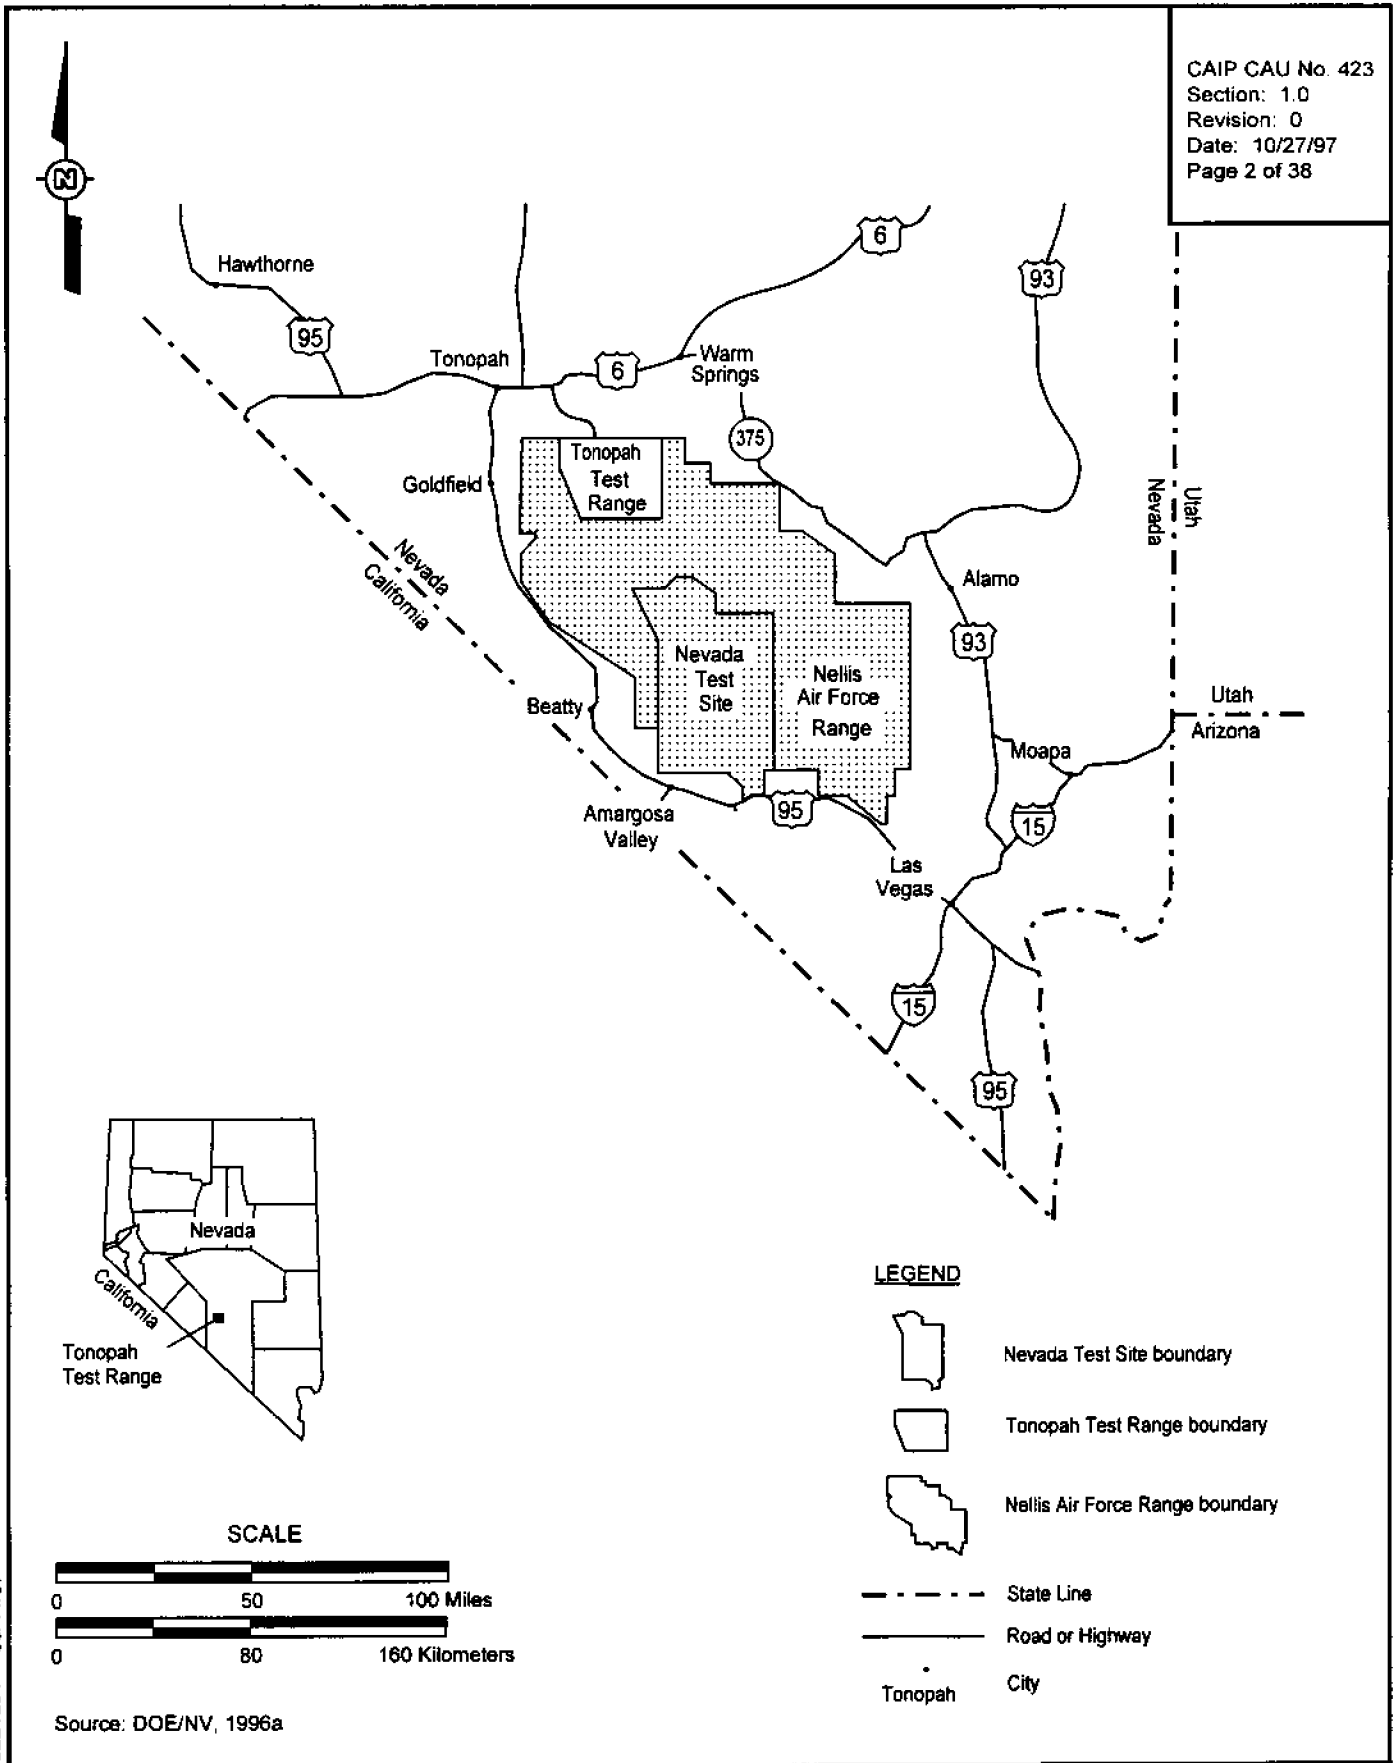 CAIP CAU No. 423
Section: 1.0
Revision: 0
Date: 10/27/97
Page 2 of 38
N
Hawthorne
95
Tonopah
6
Warm
Springs
6
93
375
Tonopah
Test
Range
Goldfield
Nevada
California
Utah
Nevada
Alamo
93
Nevada
Test
Site
Nellis
Air Force
Range
Beatty
Utah
Arizona
Moapa
Amargosa
Valley
95
15
Las
Vegas
15
95
Nevada
California
Tonopah
Test Range
LEGEND
Nevada Test Site boundary
Tonopah Test Range boundary
Nellis Air Force Range boundary
State Line
Road or Highway
Tonopah
City
SCALE
0 50 100 Miles
0 80 160 Kilometers
Source: DOE/NV, 1996a